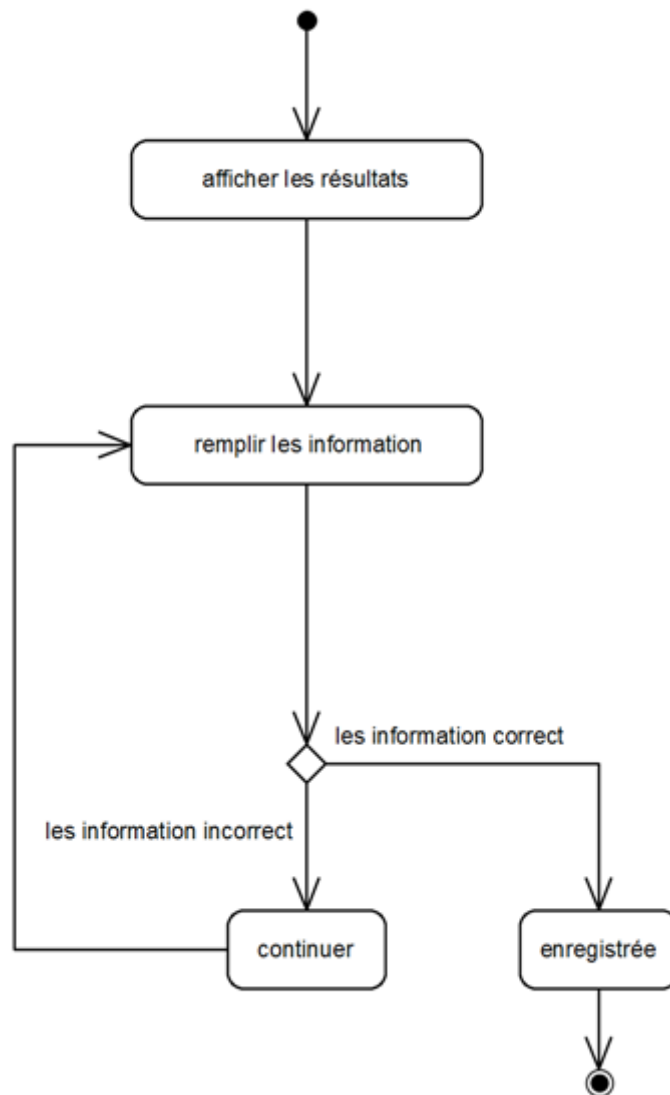 afficher les résultats
remplir les information
les information correct
les information incorrect
continuer
enregistrée